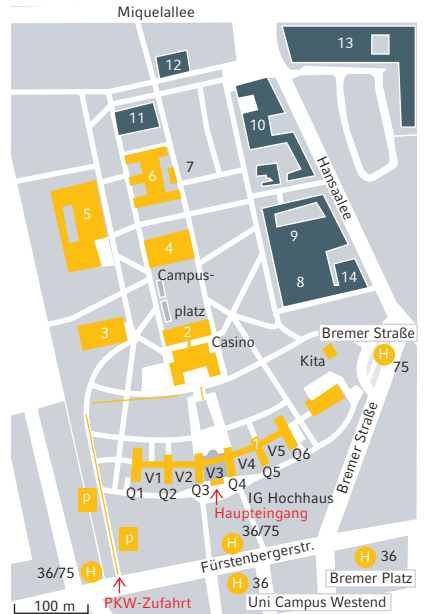 Miquelallee
13
12
11
10
6
7
Hansaallee
5
9
4
Campus-
8
14
platz
3
2
Bremer Straße
Casino
Kita
H
75
Bremer Straße
1
Q6
V5
V4
V1
V2
V3
Q5
Q1
Q2
Q3
Q4
IG Hochhaus
P
Haupteingang
36/75
P
H
Fürstenbergerstr.
H
36
36/75
H
Bremer Platz
H
36
PKW-Zufahrt
Uni Campus Westend
100 m